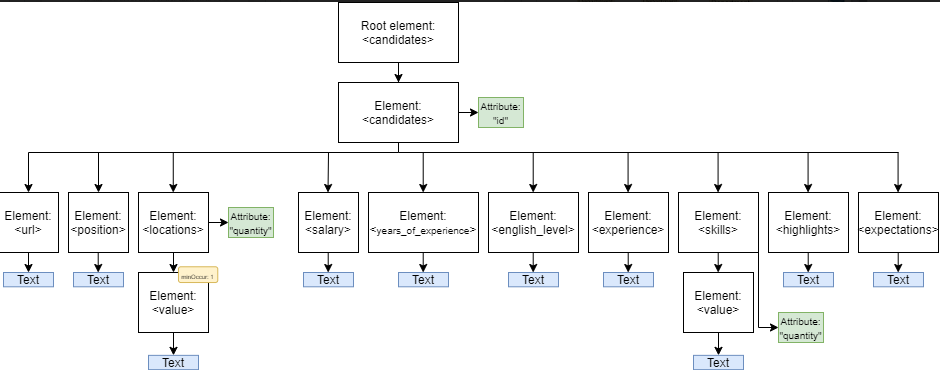 Root element:
<candidates>
Element:
<candidates>
Attribute:
"id"
Element:
<url>
Element:
<position>
Element:
<locations>
Attribute:
"quantity"
Element:
<salary>
Element:
<years_of_experience>
Element:
<english_level>
Element:
<experience>
Element:
<skills>
Element:
<highlights>
Element:
<expectations>
Text
Text
minOccur: 1
Text
Text
Text
Text
Text
Text
Element:
<value>
Element:
<value>
Attribute:
"quantity"
Text
Text